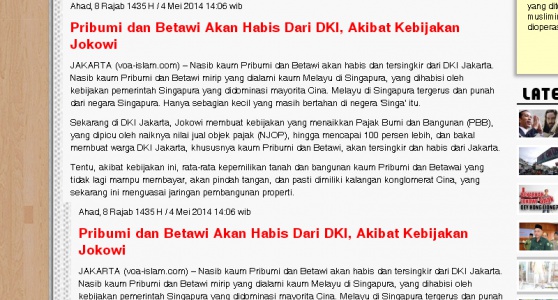 Ahad, 8 Rajab 1435 H / 4 Mei 2014 14:06 wib
Pribumi dan Betawi Akan Habis Dari DKI, Akibat Kebijakan
Jokowi
JAKARTA (voa-islam.com) – Nasib kaum Pribumi dan Betawi akan habis dan tersingkir dari DKI Jakarta.
Nasib kaum Pribumi dan Betawi mirip yang dialami kaum Melayu di Singapura, yang dihabisi oleh
kebijakan pemerintah Singapura yang didominasi mayorita Cina. Melayu di Singapura tergerus dan punah
dari negara Singapura. Hanya sebagian kecil yang masih bertahan di negera 'Singa' itu.
Sekarang di DKI Jakarta, Jokowi membuat kebijakan yang menaikkan Pajak Bumi dan Bangunan (PBB),
yang dipicu oleh naiknya nilai jual objek pajak (NJOP), hingga mencapai 100 persen lebih, dan bakal
membuat warga DKI Jakarta, khususnya kaum Pribumi dan Betawi, akan tersingkir dan habis dari Jakarta.
Tentu, akibat kebijakan ini, rata-rata kepemilikan tanah dan bangunan kaum Pribumi dan Betawai yang
tidak lagi mampu membayar, akan pindah tangan, dan pasti dimiliki kalangan konglomerat Cina, yang
sekarang ini menguasai jaringan pembangunan properti.
Ahad, 8 Rajab 1435 H / 4 Mei 2014 14:06 wib
Pribumi dan Betawi Akan Habis Dari DKI, Akibat Kebijakan
Jokowi
JAKARTA (voa-islam.com) – Nasib kaum Pribumi dan Betawi akan habis dan tersingkir dari DKI Jakarta.
Nasib kaum Pribumi dan Betawi mirip yang dialami kaum Melayu di Singapura, yang dihabisi oleh
kebijakan pemerintah Singapura yang didominasi mayorita Cina. Melayu di Singapura tergerus dan punah
yang dit
muslimi
dioperas
LATE